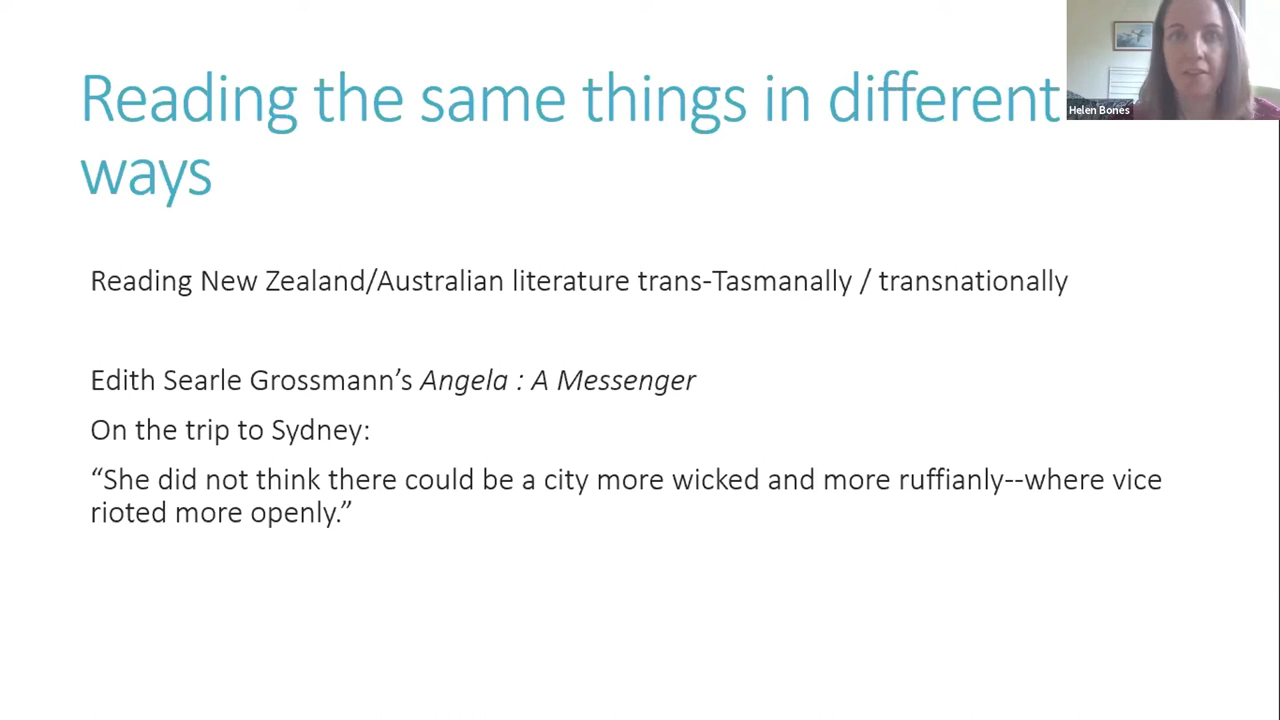 Reading the same things in different
ways
Helen Bones
Reading New Zealand/Australian literature trans-Tasmanally / transnationally
Edith Searle Grossmann’s Angela : A Messenger
On the trip to Sydney:
“She did not think there could be a city more wicked and more ruffianly--where vice
rioted more openly.”